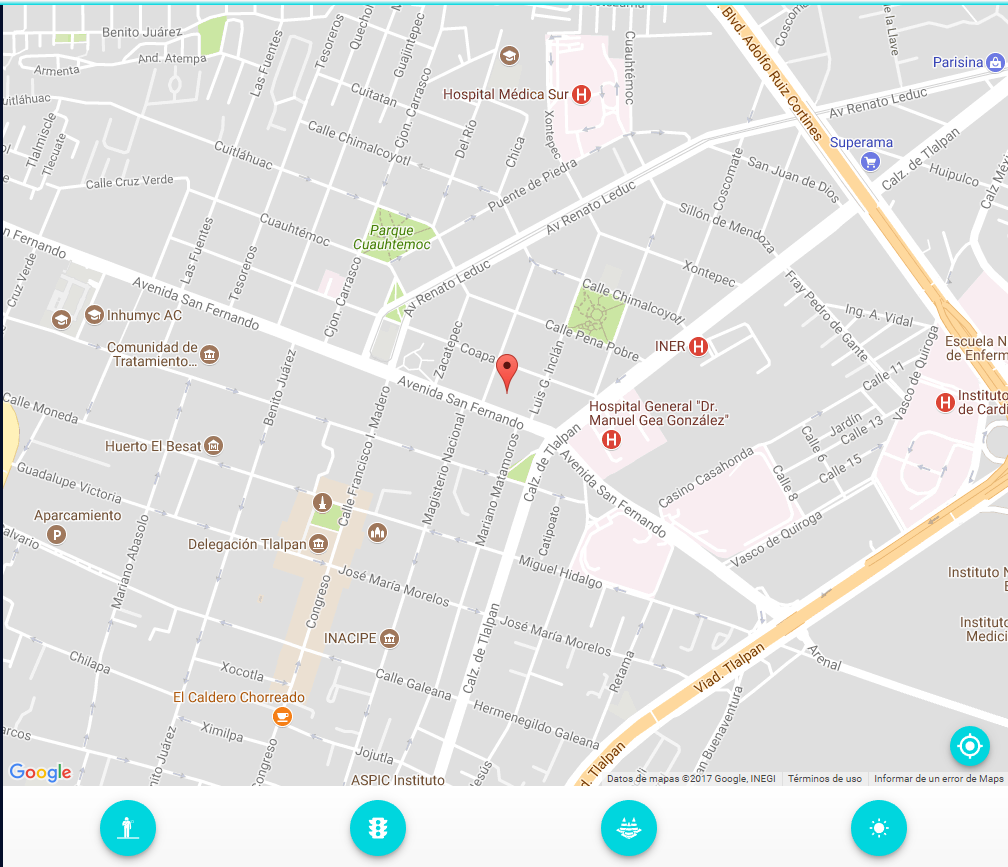 Benito Juárez
And. Atempa
Armenta
uitláhuac
Tlalmiscle
Tlecuate
Las Fuentes
Tesoreros
Quechol
Guajintepec
Cuitatan
Cjon. Carrasco
Calle Chimalcoyotl
Del Río
Chica
Xontepec
Cuauhtémoc
Hospital Médica Sur
Coscom
de la Llave
Blvd. Adolfo Ruiz Cortines
Parisina
Av Renato Leduc
Superama
Calz. de Tlalpan
Huipulco
Calz Mé
Calle Cruz Verde
Cuitláhuac
Puente de Piedra
Av Renato Leduc
Coscomate
San Juan de Dios
Sillón de Mendoza
Xontepec
Cuauhtémoc
Parque
Cuauhtemoc
n Fernando
Cruz Verde
Las Fuentes
Tesoreros
Cjon. Carrasco
Av Renato Leduc
Avenida San Fernando
Inhumyc AC
Comunidad de
Tratamiento...
Calle Chimalcoyotl
Calle Pena Pobre
Fray Pedro de Gante
Ing. A. Vidal
INER
Escuela N
de Enferm
Vasco de Quiroga
Calle 11
Instituto
de Cardi
Zacatepec
Coapa
Luis G. Inclán
Benito Juárez
Avenida San Fernando
Calle Moneda
Huerto El Besat
Calle Francisco I. Madero
Magisterio Nacional
Mariano Matamoros
Hospital General "Dr.
Manuel Gea González"
Calz. de Tlalpan
Avenida San Fernando
Casino Casahonda
Jardín
Calle 13
Calle 6
Calle 15
Calle 8
Vasco de Quiroga
Guadalupe Victoria
Aparcamiento
alvario
Mariano Abasolo
Delegación Tlalpan
Catipoato
Miguel Hidalgo
José María Morelos
Congreso
INACIPE
José María Morelos
Instituto N
Instituto
Medici
Arenal
Viad. Tlalpan
Retama
Calz. de Tlalpan
Chilapa
Xocotla
Calle Galeana
El Caldero Chorreado
Hermenegildo Galeana
an Buenaventura
arcos
Ximilpa
Jojutla
nito Juárez
Congreso
ASPIC Instituto
Jesús
d. Tlalpan
Google
Datos de mapas ©2017 Google, INEGI
Términos de uso
Informar de un error de Maps